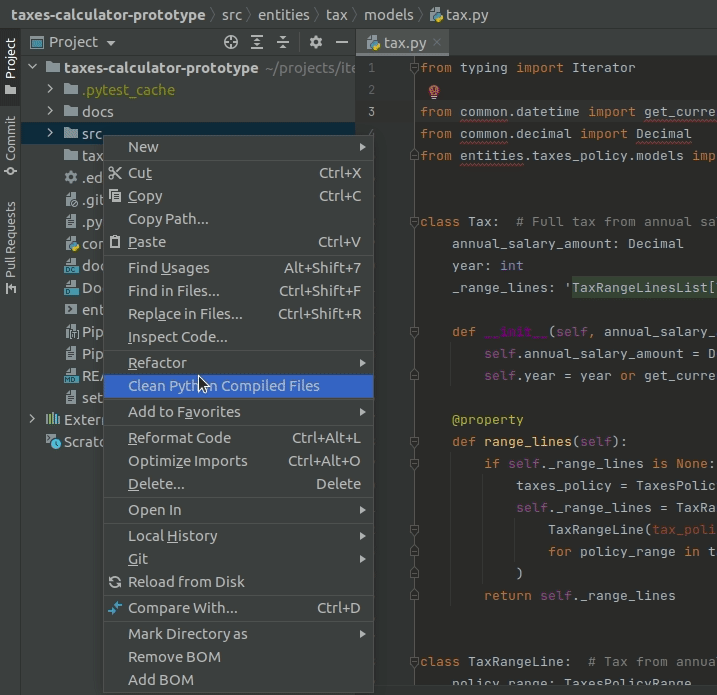 taxes-calculator-prototype src entities tax models tax.py
Project
Commit
Pull Requests
Project
taxes-calculator-prototype ~/projects/ite
.pytest_cache
docs
src
tax
.ed
.git
.py
con
doc
Do
ent
Pip
Pip
REA
set
Extern
Scratc
New
Cut Ctrl+X
Copy Ctrl+C
Copy Path...
Paste Ctrl+V
Find Usages Alt+Shift+7
Find in Files... Ctrl+Shift+F
Replace in Files... Ctrl+Shift+R
Inspect Code...
Refactor
Clean Python Compiled Files
Add to Favorites
Reformat Code Ctrl+Alt+L
Optimize Imports Ctrl+Alt+O
Delete... Delete
Open In
Local History
Git
Reload from Disk
Compare With... Ctrl+D
Mark Directory as
Remove BOM
Add BOM
tax.py
1 from typing import Iterator
2
3 from common.datetime import get_curre
from common.decimal import Decimal
from entities.taxes_policy.models imp
class Tax: # Full tax from annual sa
annual_salary_amount: Decimal
year: int
_range_lines: 'TaxRangeLinesList[
def __init__(self, annual_salary_
self.annual_salary_amount = D
self.year = year or get_curre
@property
def range_lines(self):
if self._range_lines is None:
taxes_policy = TaxesPolic
self._range_lines = TaxRa
TaxRangeLine(tax_poli
for policy_range in t
)
return self._range_lines
class TaxRangeLine: # Tax from annua
policy_range: TaxesPolicyRange